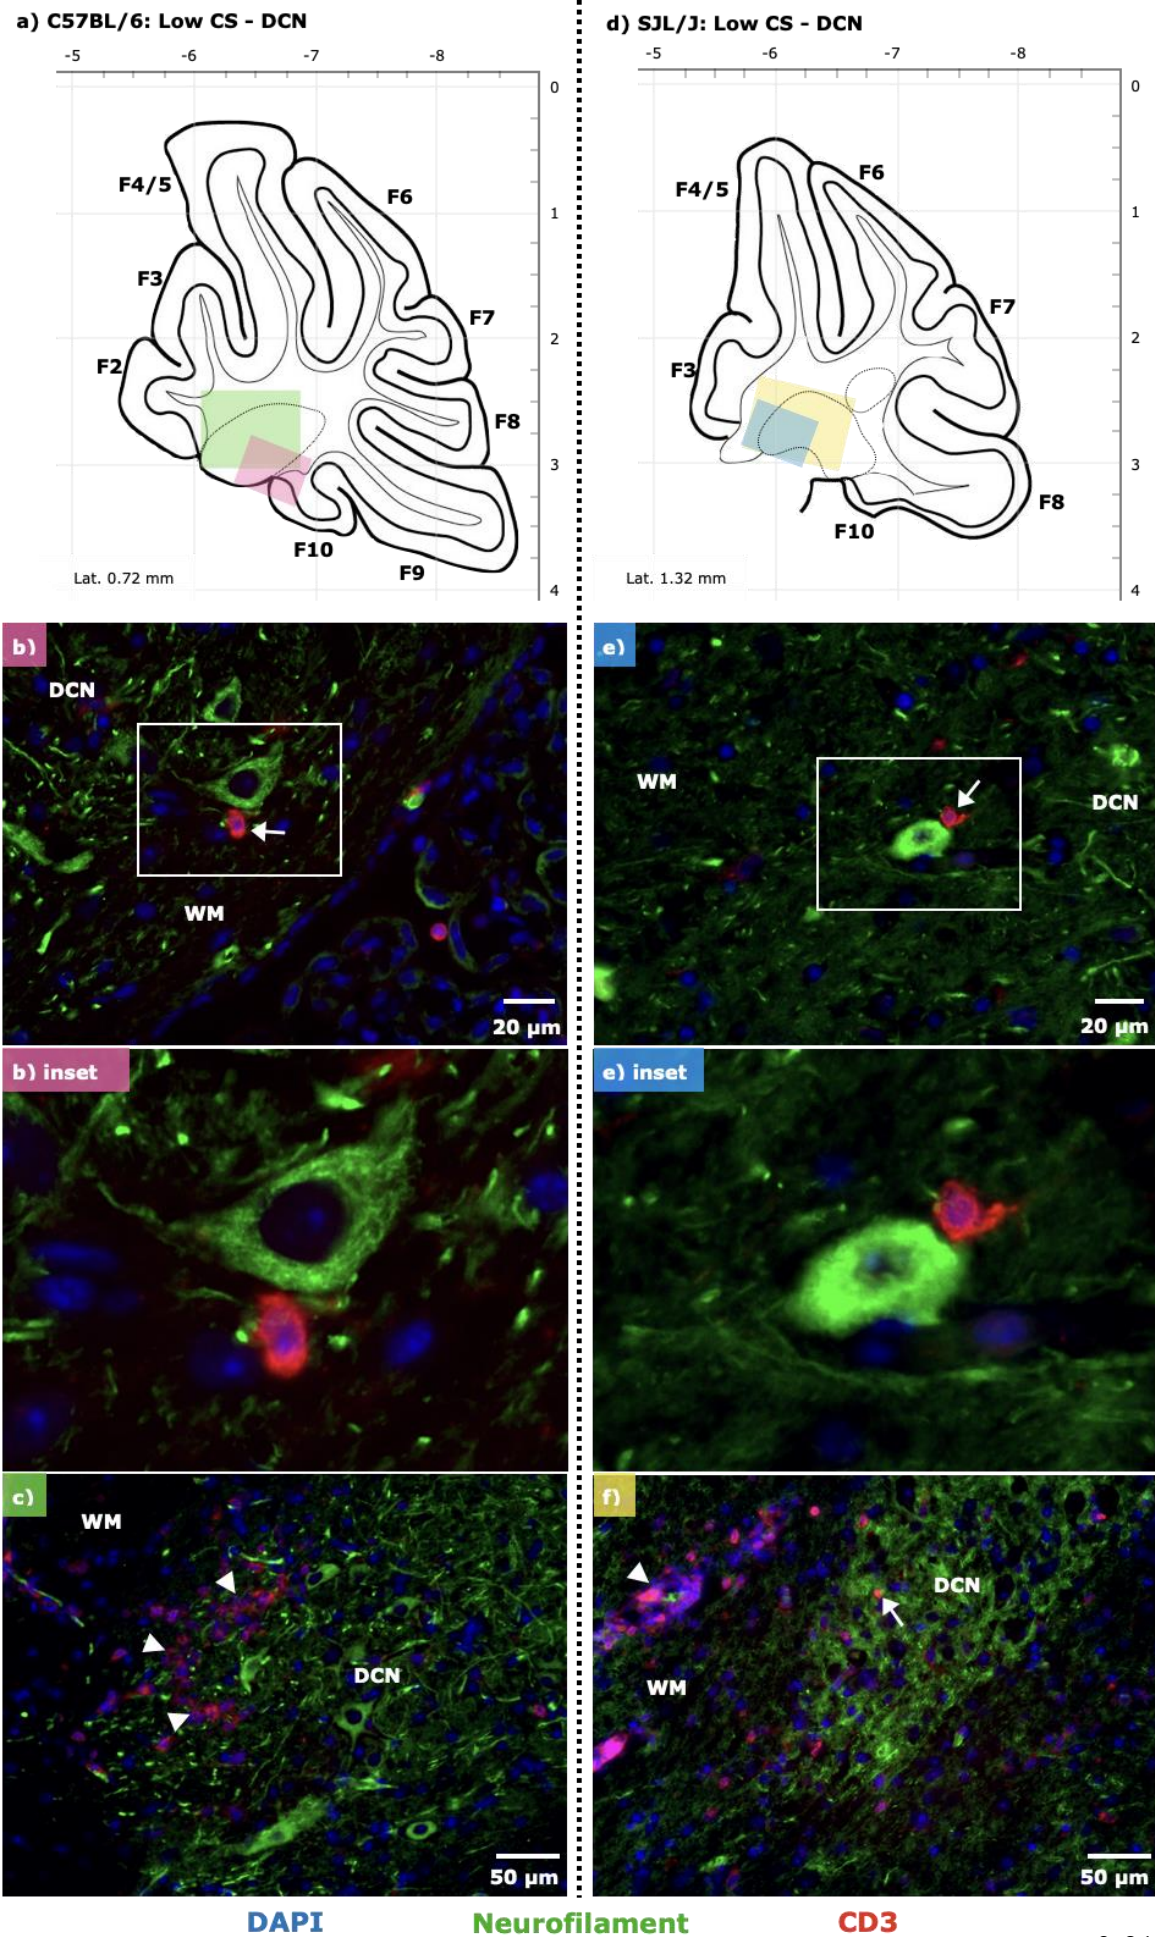 a) C57BL/6: Low CS - DCN
-5 -6 -7 -8
0
F4/5
F6
1
F3
F7
2
F2
F8
3
F10
F9
Lat. 0.72 mm
4
d) SJL/J: Low CS - DCN
-5 -6 -7 -8
0
F6
F4/5
1
F7
2
F3
3
F8
F10
Lat. 1.32 mm
4
b)
DCN
WM
20 µm
e)
WM
DCN
20 µm
b) inset
e) inset
c)
WM
DCN
50 µm
f)
DCN
WM
50 µm
DAPI Neurofilament CD3